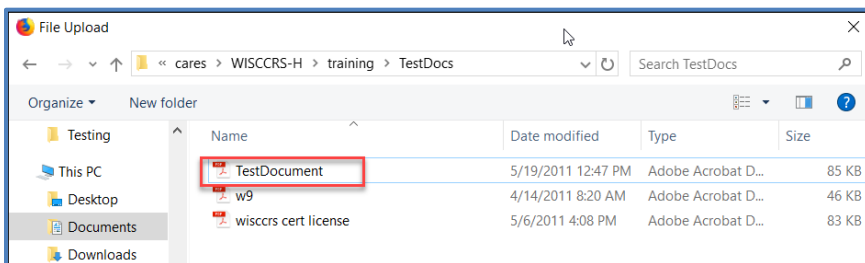 File Upload
« cares > WISCCRS-H > training > TestDocs
Search TestDocs
Organize
New folder
Testing
This PC
Desktop
Documents
Downloads
Name Date modified Type Size
TestDocument 5/19/2011 12:47 PM Adobe Acrobat D... 85 KB
w9 4/14/2011 8:20 AM Adobe Acrobat D... 46 KB
wisccrs cert license 5/6/2011 4:08 PM Adobe Acrobat D... 83 KB